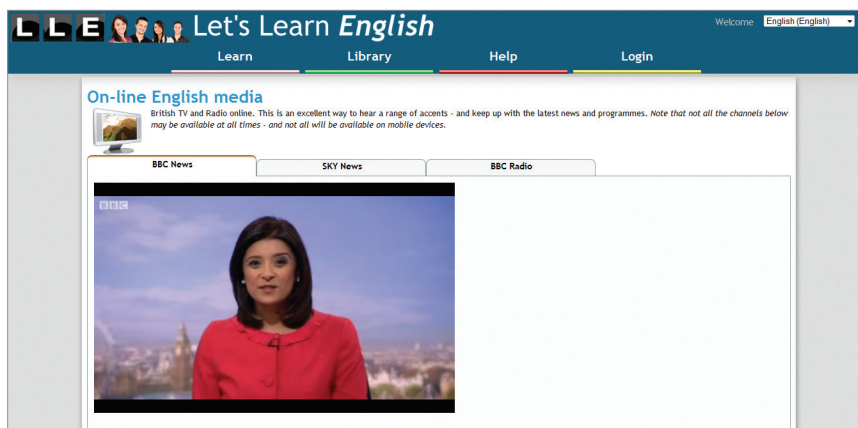 LLE Let's Learn English
Welcome English (English)
Learn Library Help Login
On-line English media
British TV and Radio online. This is an excellent way to hear a range of accents - and keep up with the latest news and programmes. Note that not all the channels below
may be available at all times - and not all will be available on mobile devices.
BBC News SKY News BBC Radio
BBC